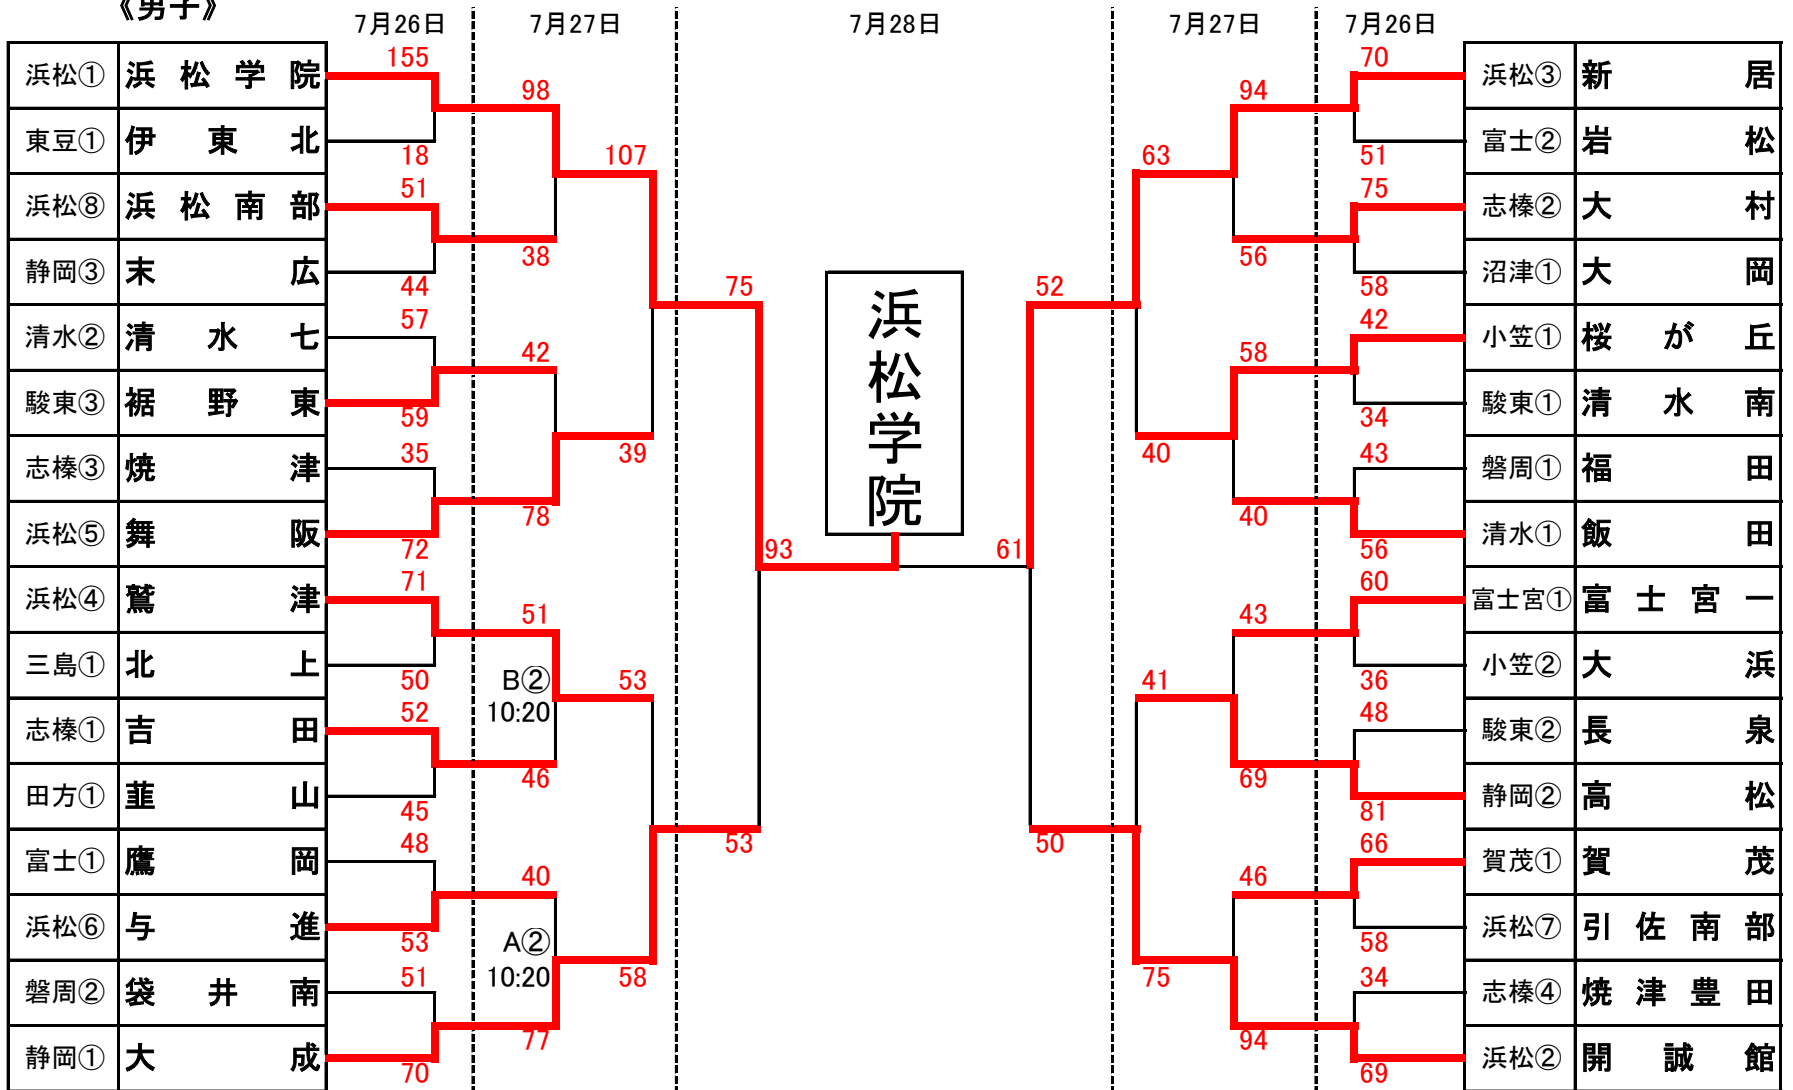 《男子》
7月26日 7月27日 7月28日 7月27日 7月26日
浜松① 浜松学院 155
東豆① 伊東北 18
浜松⑧ 浜松南部 51
静岡③ 末広 44
清水② 清水七 57
駿東③ 裾野東 59
志榛③ 焼津 35
浜松⑤ 舞阪 72
浜松④ 鷲津 71
三島① 北上 50
志榛① 吉田 52
田方① 韮山 45
富士① 鷹岡 48
浜松⑥ 与進 53
磐周② 袋井南 51
静岡① 大成 70
98
38
42
78
51
B②
10:20
46
40
A②
10:20
77
107
39
53
58
75
53
93
浜松学院
61
52
50
63
40
41
75
94
56
58
40
43
69
46
94
70 浜松③ 新居
51 富士② 岩松
75 志榛② 大村
58 沼津① 大岡
42 小笠① 桜が丘
34 駿東① 清水南
43 磐周① 福田
56 清水① 飯田
60 富士宮① 富士宮一
36 小笠② 大浜
48 駿東② 長泉
81 静岡② 高松
66 賀茂① 賀茂
58 浜松⑦ 引佐南部
34 志榛④ 焼津豊田
69 浜松② 開誠館